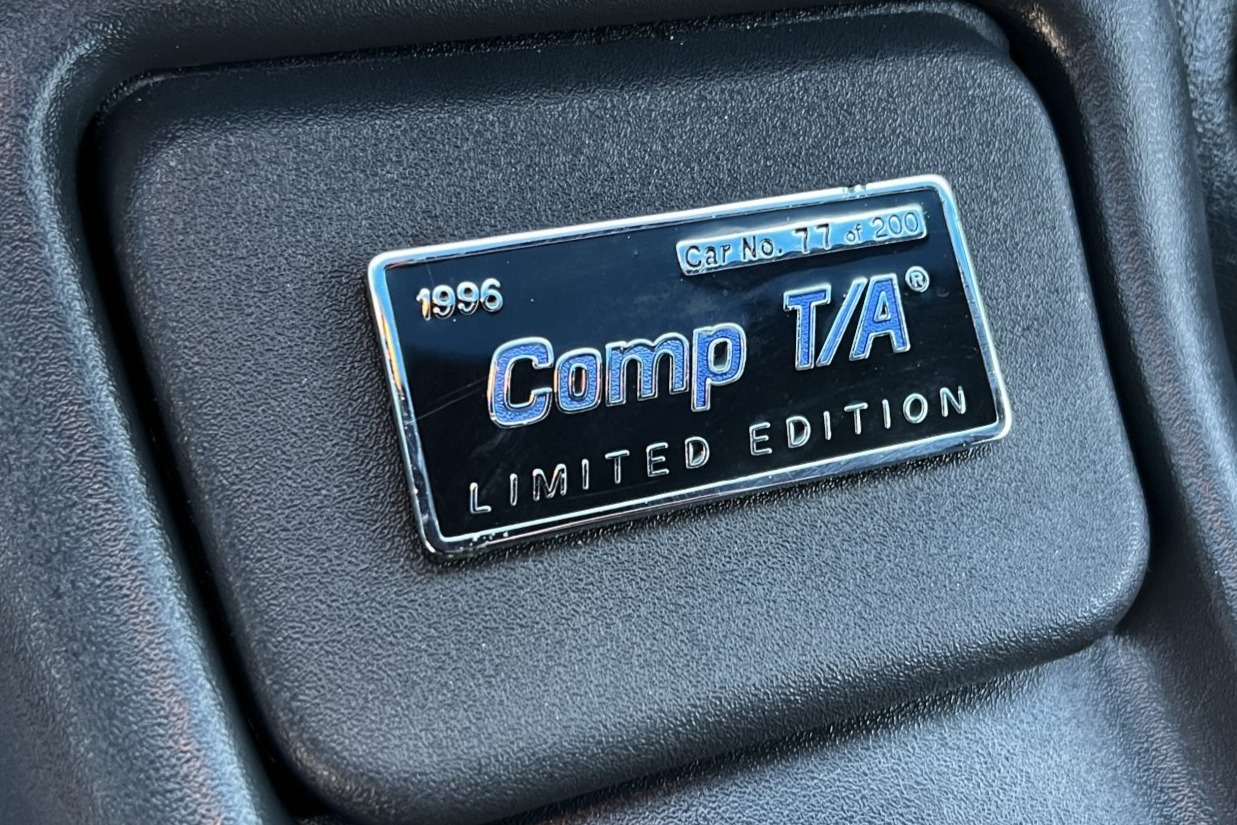 Car No. 77 of 200
1996
Comp T/A®
LIMITED EDITION